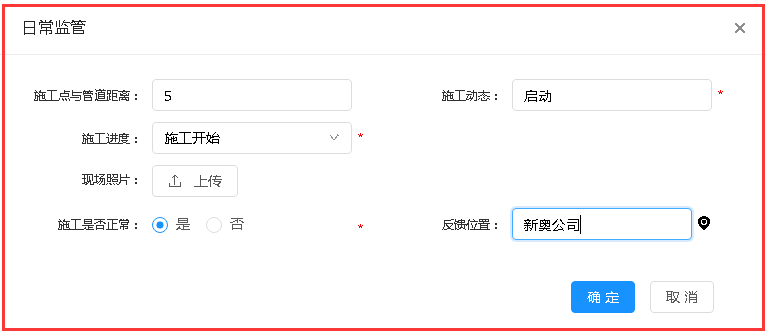 日常监管
施工点与管道距离： 5 施工动态： 启动 *
施工进度： 施工开始 *
现场照片： 上传
施工是否正常： 是 否 * 反馈位置： 新奥公司
确 定 取 消